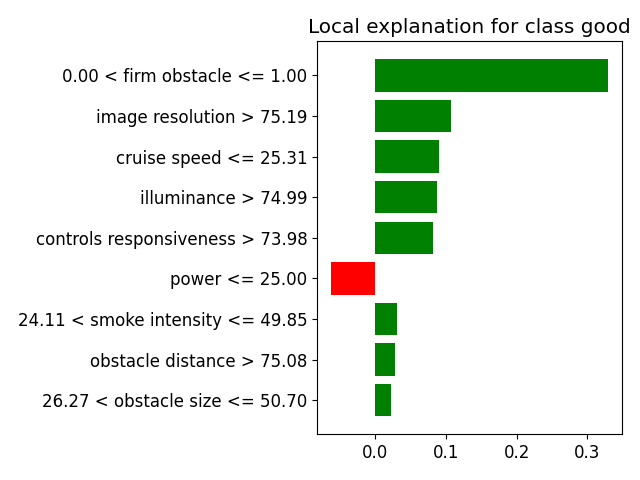 Local explanation for class good
0.00 < firm obstacle <= 1.00
image resolution > 75.19
cruise speed <= 25.31
illuminance > 74.99
controls responsiveness > 73.98
power <= 25.00
24.11 < smoke intensity <= 49.85
obstacle distance > 75.08
26.27 < obstacle size <= 50.70
0.0 0.1 0.2 0.3